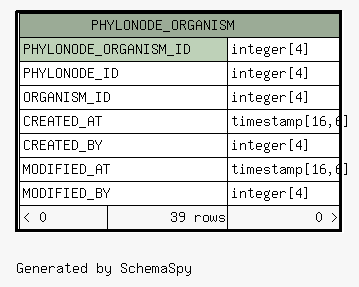 PHYLONODE_ORGANISM
PHYLONODE_ORGANISM_ID integer[4]
PHYLONODE_ID integer[4]
ORGANISM_ID integer[4]
CREATED_AT timestamp[16,6]
CREATED_BY integer[4]
MODIFIED_AT timestamp[16,6]
MODIFIED_BY integer[4]
< 0 39 rows 0 >
Generated by SchemaSpy